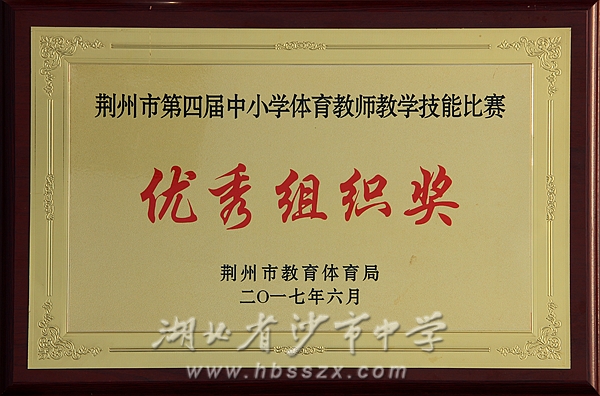 荆州市第四届中小学体育教师教学技能比赛
优秀组织奖
荆州市教育体育局
二〇一七年六月
湖北省沙市中学
www.hbsszx.com